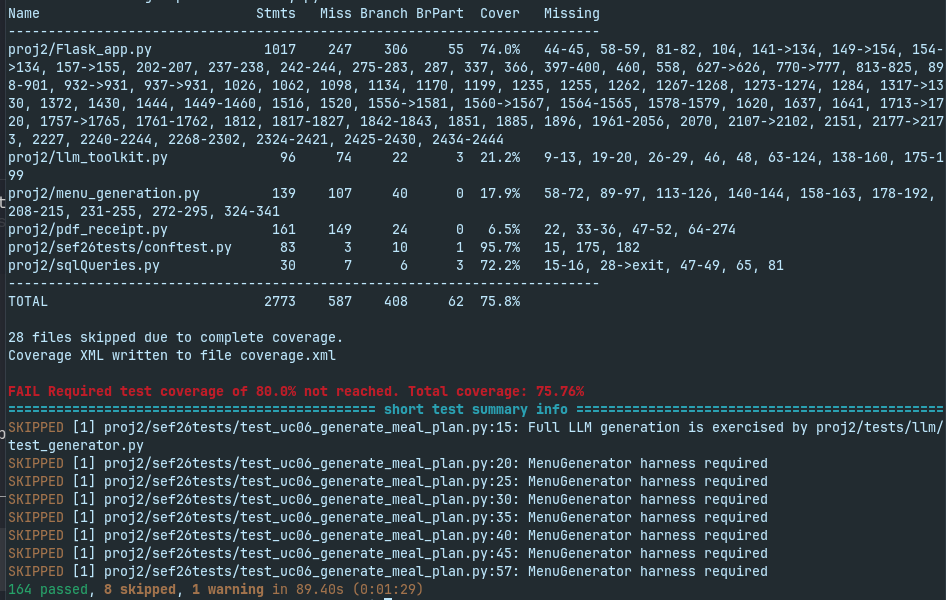 Name                           Stmts   Miss Branch BrPart  Cover   Missing
--------------------------------------------------------------------------
proj2/Flask_app.py              1017    247    306     55  74.0%   44-45, 58-59, 81-82, 104, 141->134, 149->154, 154-
>134, 157->155, 202-207, 237-238, 242-244, 275-283, 287, 337, 366, 397-400, 460, 558, 627->626, 770->777, 813-825, 89
8-901, 932->931, 937->931, 1026, 1062, 1098, 1134, 1170, 1199, 1235, 1255, 1262, 1267-1268, 1273-1274, 1284, 1317->13
30, 1372, 1430, 1444, 1449-1460, 1516, 1520, 1556->1581, 1560->1567, 1564-1565, 1578-1579, 1620, 1637, 1641, 1713->17
20, 1757->1765, 1761-1762, 1812, 1817-1827, 1842-1843, 1851, 1885, 1896, 1961-2056, 2070, 2107->2102, 2151, 2177->217
3, 2227, 2240-2244, 2268-2302, 2324-2421, 2425-2430, 2434-2444
proj2/llm_toolkit.py              96     74     22      3  21.2%   9-13, 19-20, 26-29, 46, 48, 63-124, 138-160, 175-1
99
proj2/menu_generation.py         139    107     40      0  17.9%   58-72, 89-97, 113-126, 140-144, 158-163, 178-192,
208-215, 231-255, 272-295, 324-341
proj2/pdf_receipt.py             161    149     24      0   6.5%   22, 33-36, 47-52, 64-274
proj2/sef26tests/conftest.py      83      3     10      1  95.7%   15, 175, 182
proj2/sqlQueries.py               30      7      6      3  72.2%   15-16, 28->exit, 47-49, 65, 81
--------------------------------------------------------------------------
TOTAL                           2773    587    408     62  75.8%
28 files skipped due to complete coverage.
Coverage XML written to file coverage.xml
FAIL Required test coverage of 80.0% not reached. Total coverage: 75.76%
============================================== short test summary info ==============================================
SKIPPED [1] proj2/sef26tests/test_uc06_generate_meal_plan.py:15: Full LLM generation is exercised by proj2/tests/llm/
test_generator.py
SKIPPED [1] proj2/sef26tests/test_uc06_generate_meal_plan.py:20: MenuGenerator harness required
SKIPPED [1] proj2/sef26tests/test_uc06_generate_meal_plan.py:25: MenuGenerator harness required
SKIPPED [1] proj2/sef26tests/test_uc06_generate_meal_plan.py:30: MenuGenerator harness required
SKIPPED [1] proj2/sef26tests/test_uc06_generate_meal_plan.py:35: MenuGenerator harness required
SKIPPED [1] proj2/sef26tests/test_uc06_generate_meal_plan.py:40: MenuGenerator harness required
SKIPPED [1] proj2/sef26tests/test_uc06_generate_meal_plan.py:45: MenuGenerator harness required
SKIPPED [1] proj2/sef26tests/test_uc06_generate_meal_plan.py:57: MenuGenerator harness required
164 passed, 8 skipped, 1 warning in 89.40s (0:01:29)